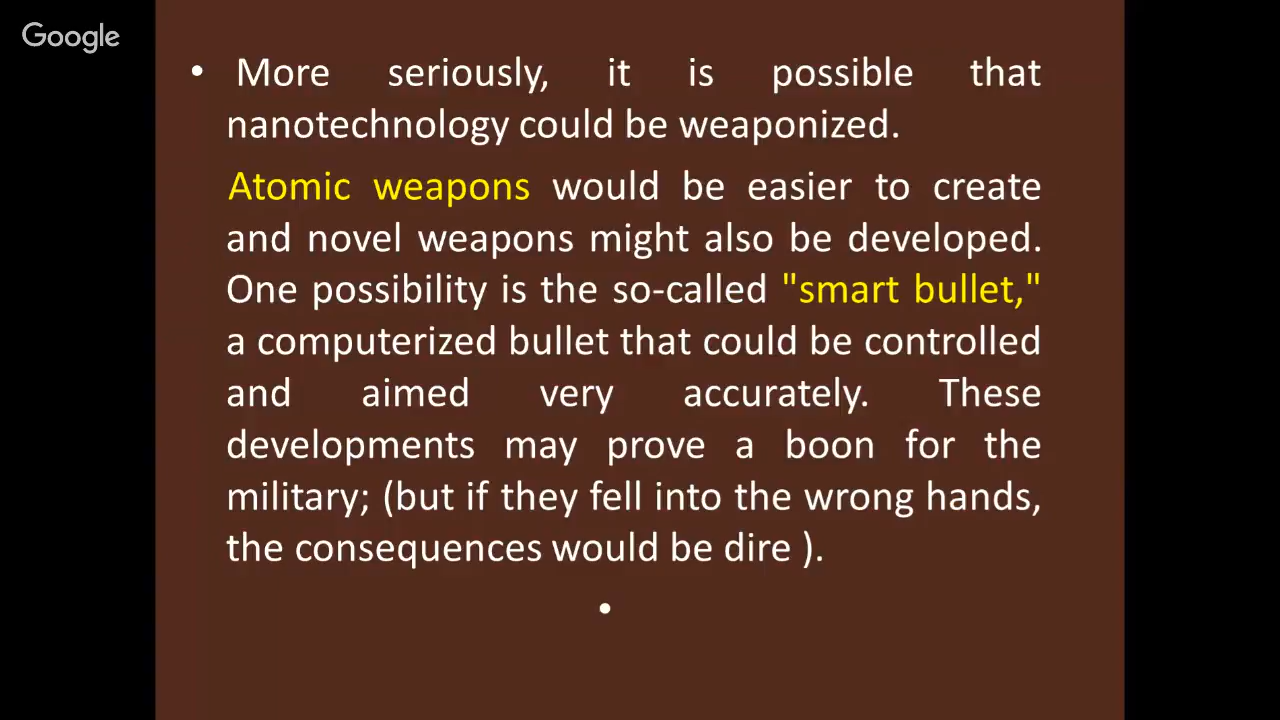 Google
• More seriously, it is possible that
nanotechnology could be weaponized.
Atomic weapons would be easier to create
and novel weapons might also be developed.
One possibility is the so-called "smart bullet,"
a computerized bullet that could be controlled
and aimed very accurately. These
developments may prove a boon for the
military; (but if they fell into the wrong hands,
the consequences would be dire ).
•